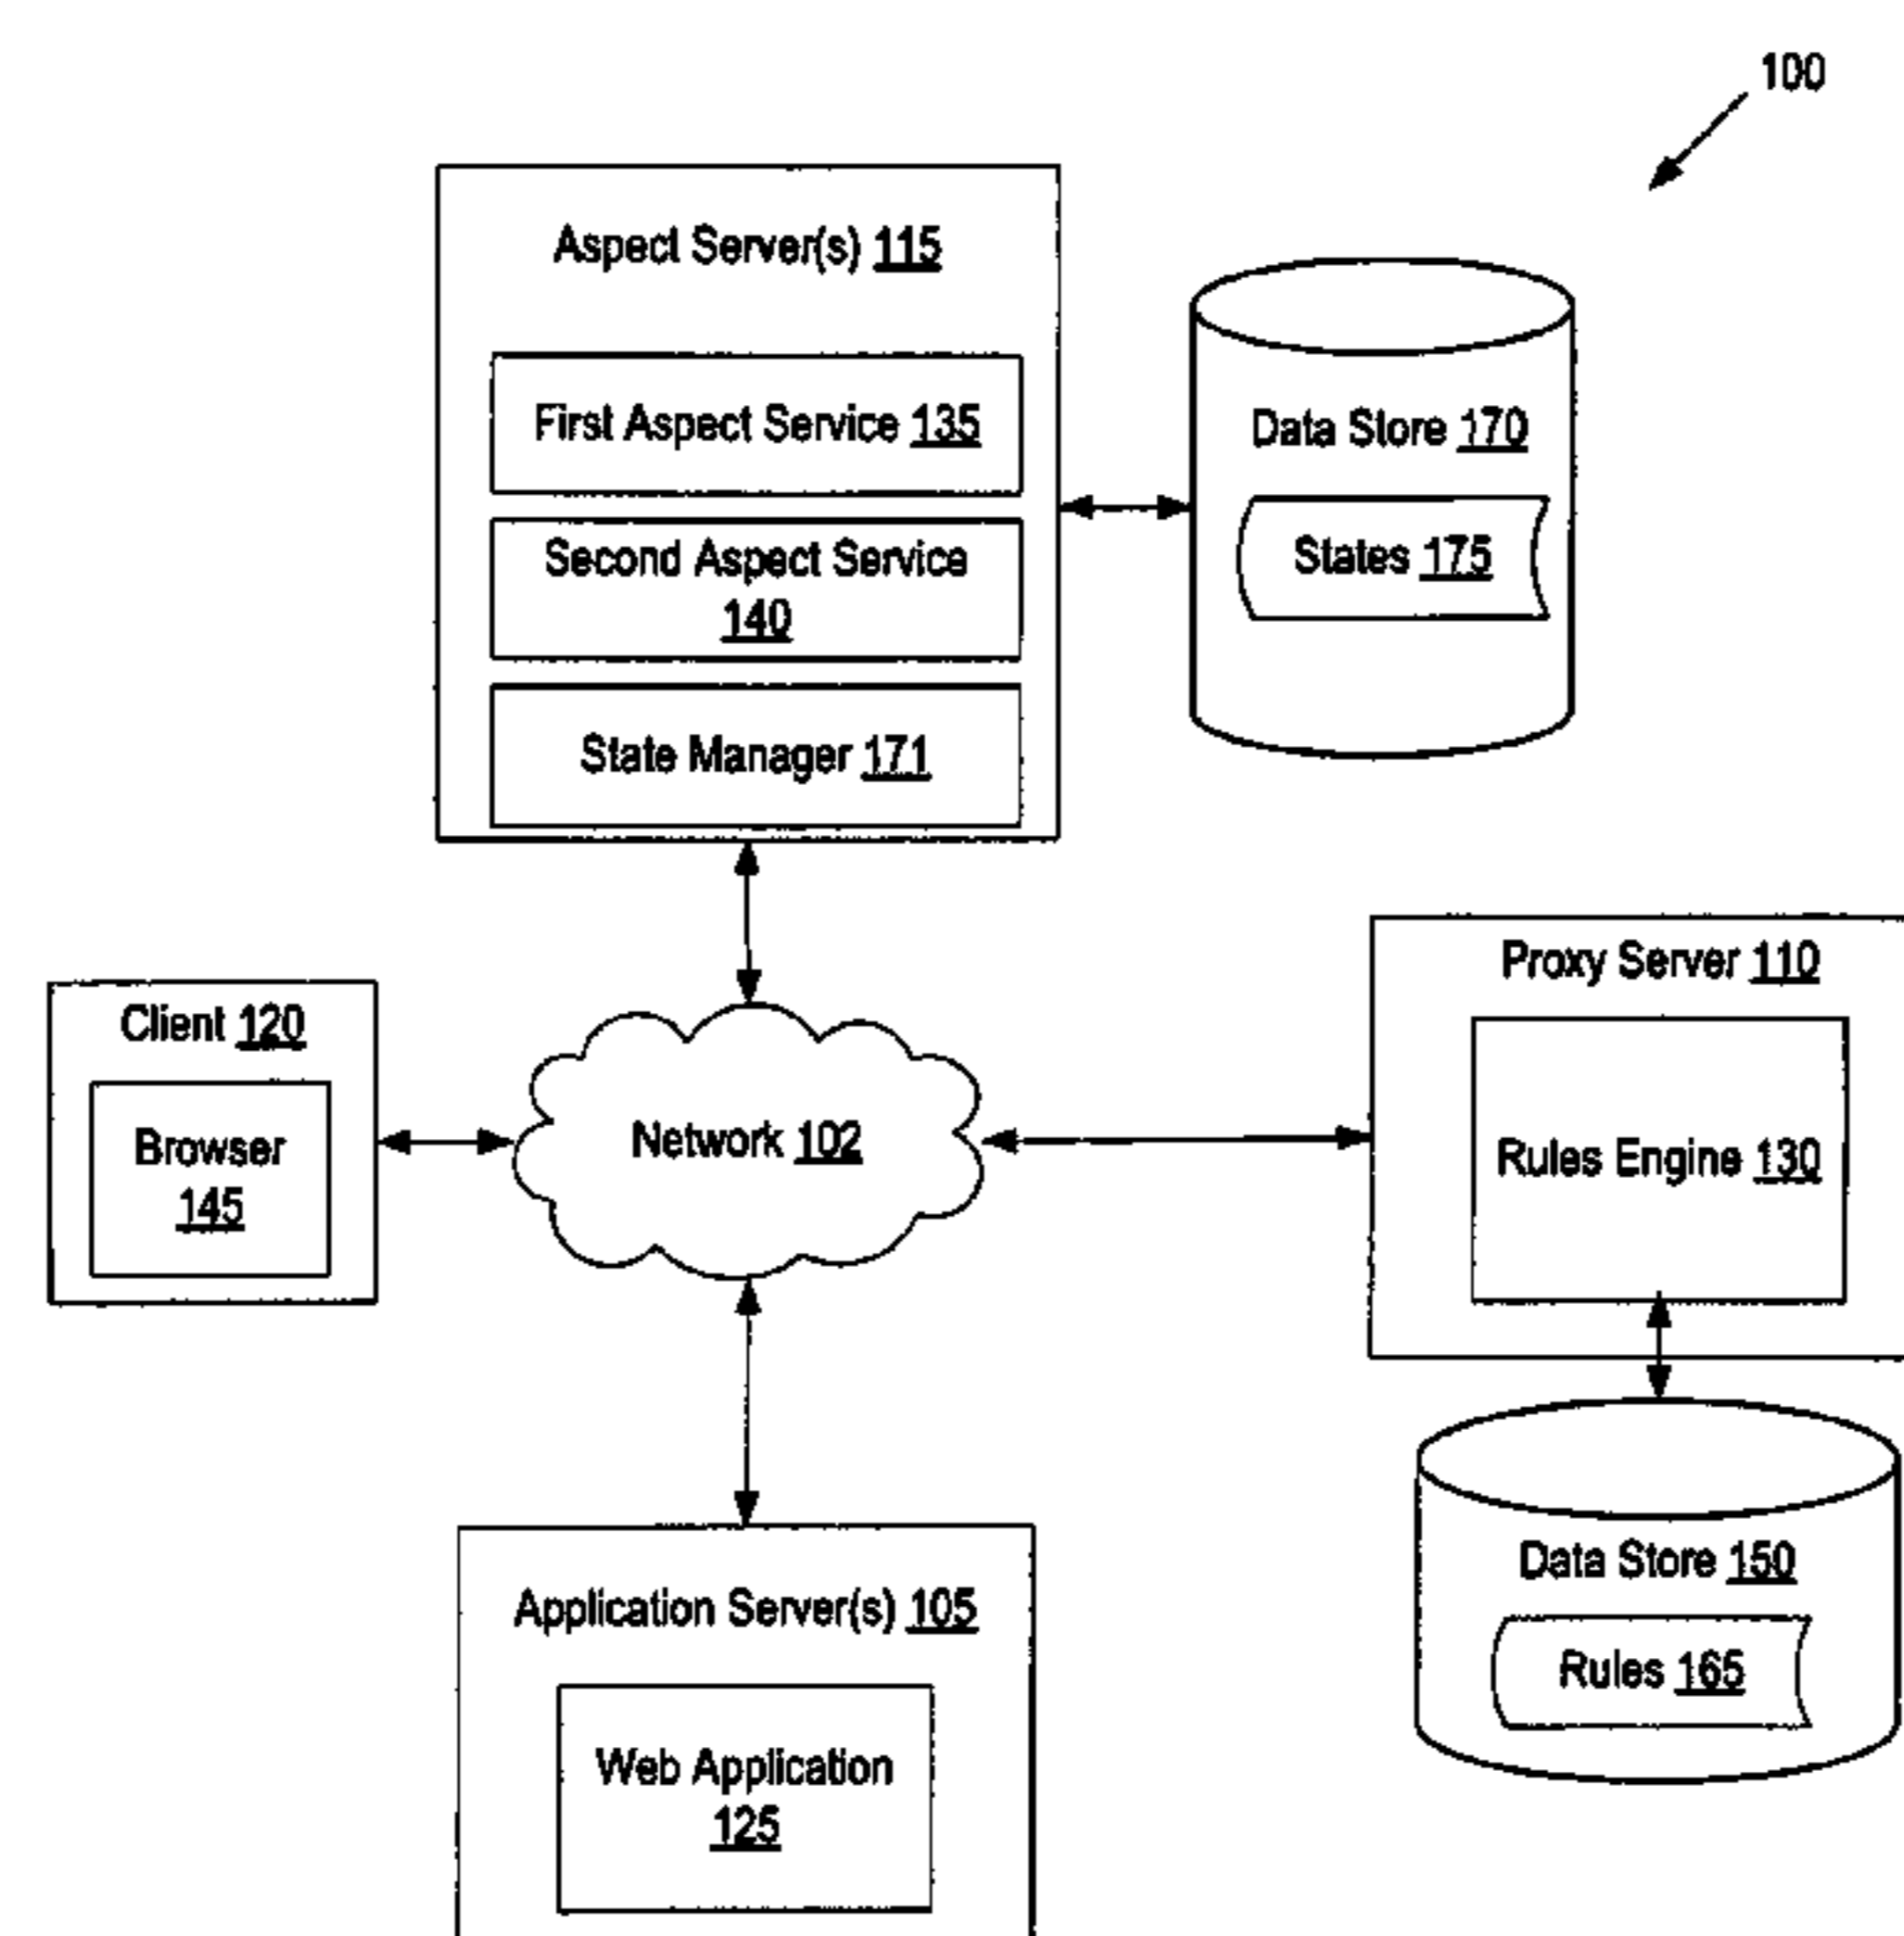 100
Aspect Server(s) 115
First Aspect Service 135
Second Aspect Service
140
State Manager 171
Data Store 170
States 175
Client 120
Browser
145
Network 102
Proxy Server 110
Rules Engine 130
Data Store 150
Rules 165
Application Server(s) 105
Web Application
125